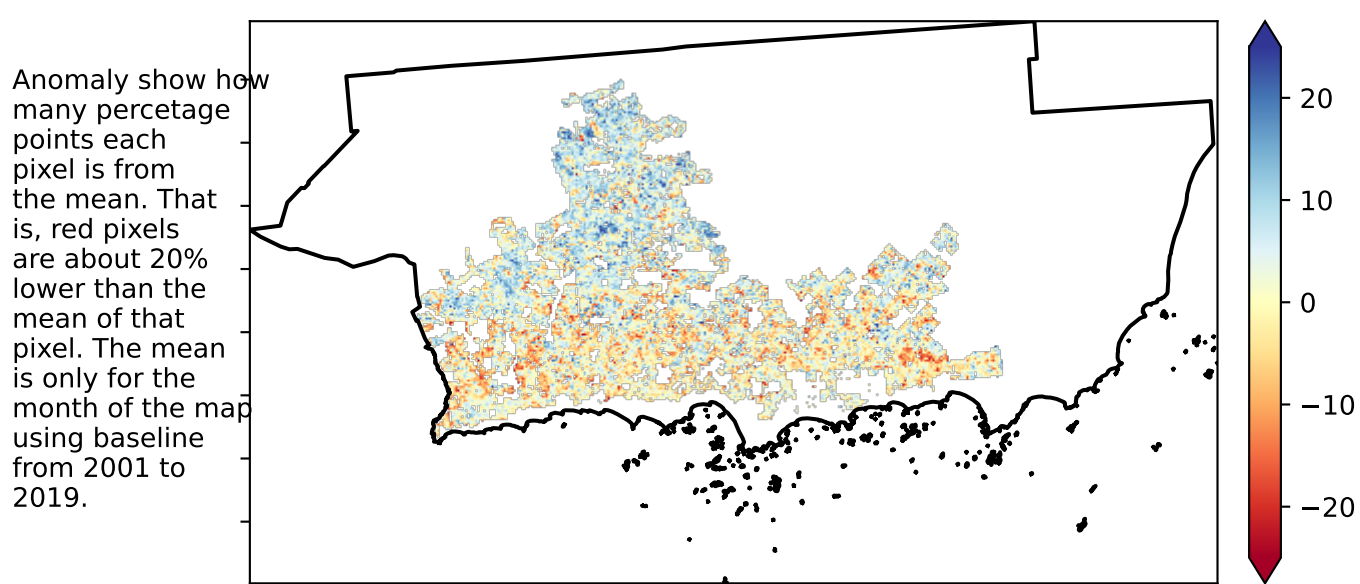 Anomaly show how
many percetage
points each
pixel is from
the mean. That
is, red pixels
are about 20%
lower than the
mean of that
pixel. The mean
is only for the
month of the map
using baseline
from 2001 to
2019.
20
10
0
−10
−20